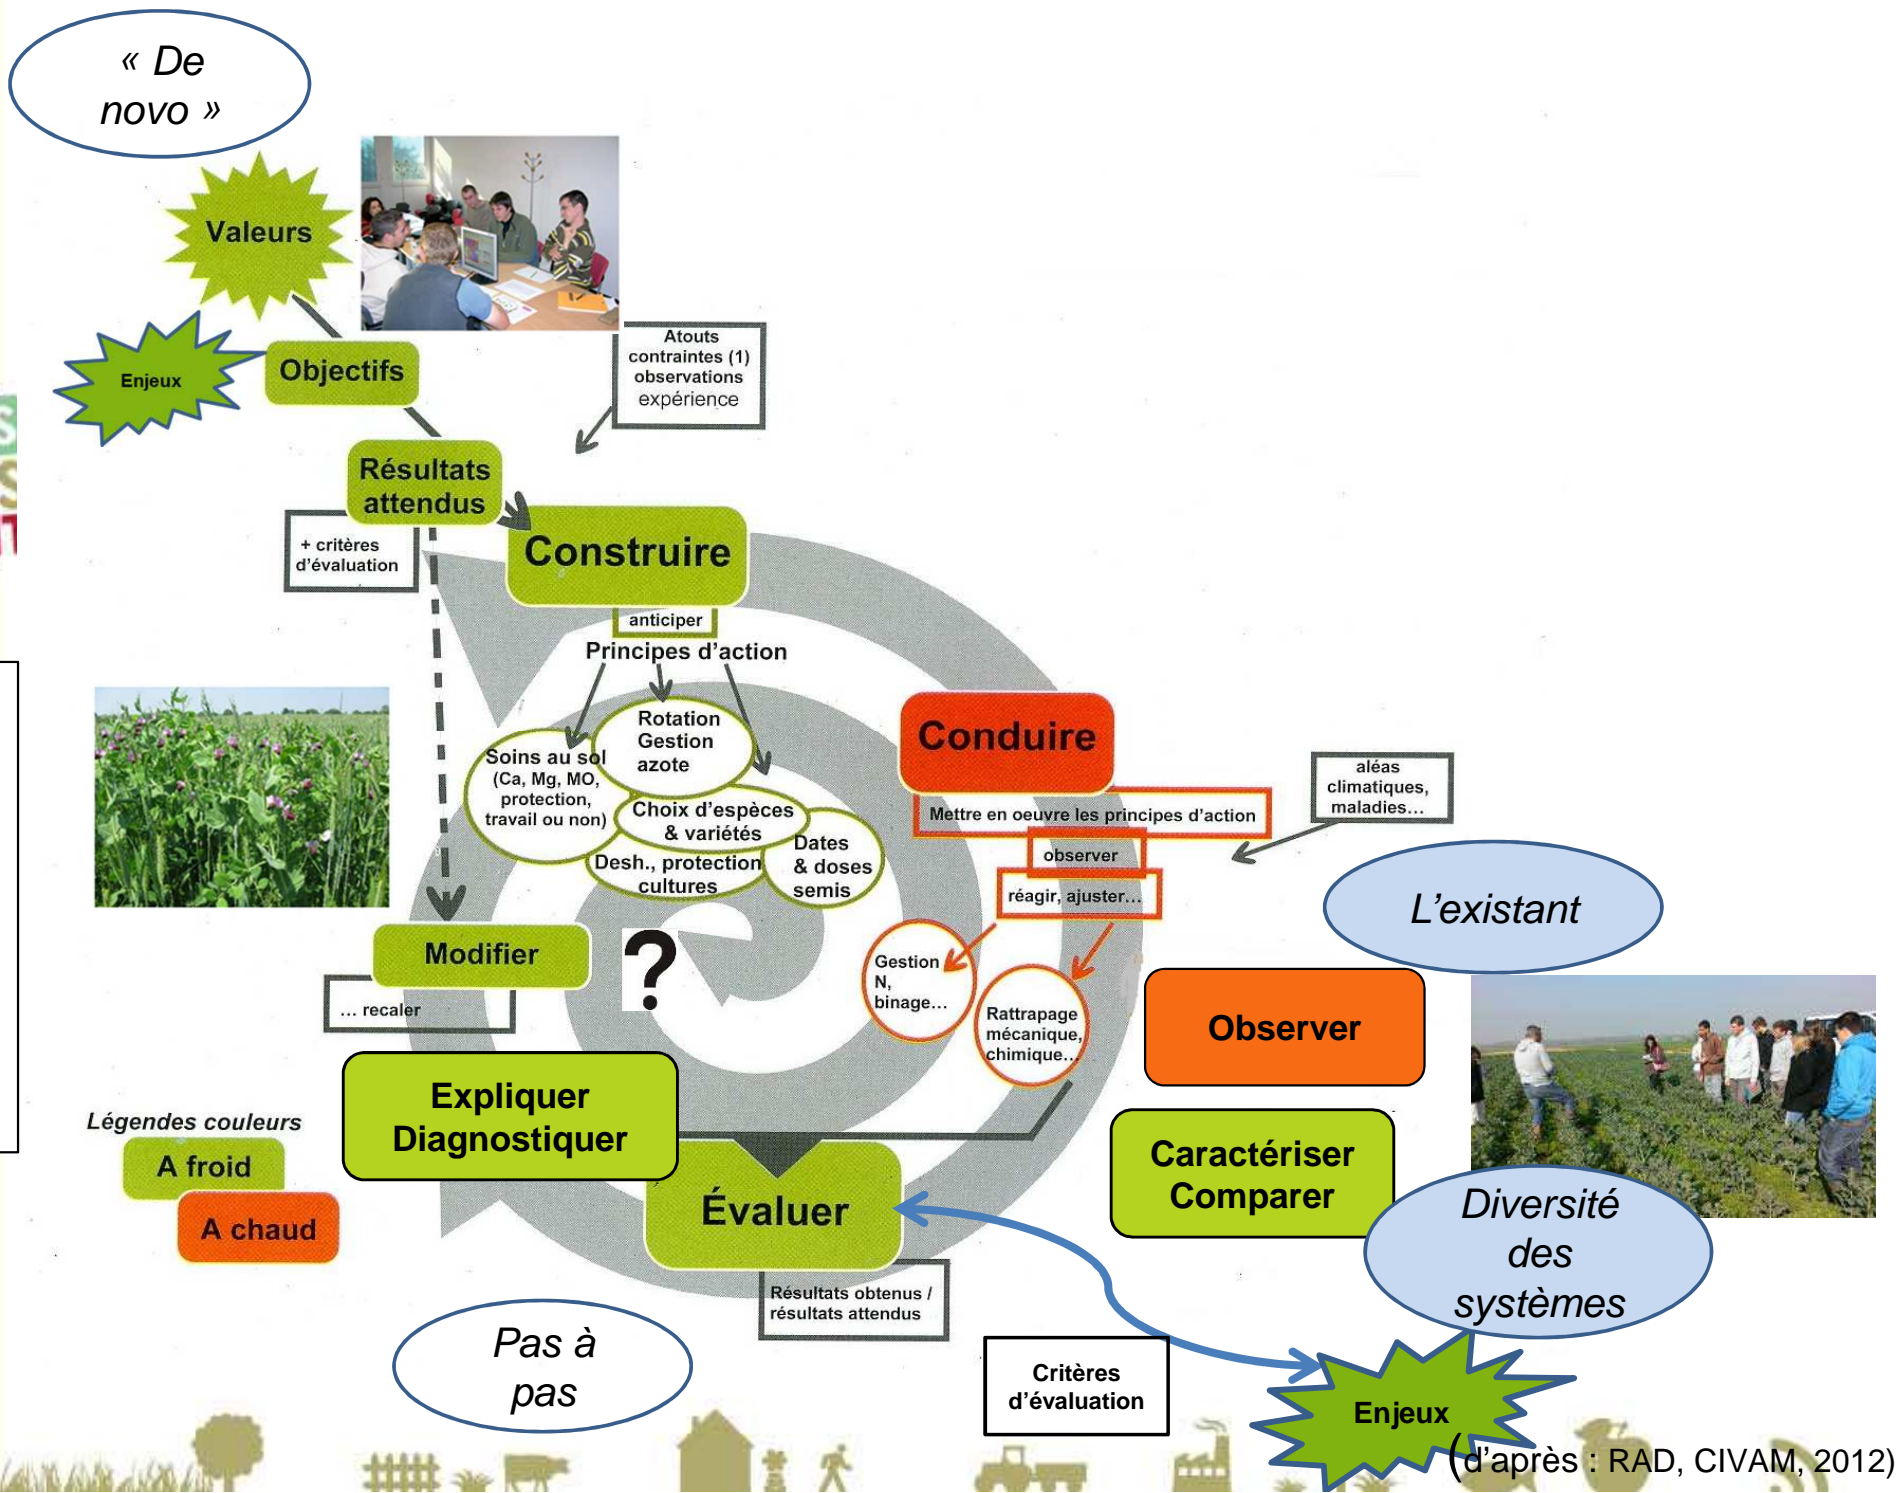 « De
novo »
Valeurs
Enjeux
Objectifs
Atouts
contraintes (1)
observations
expérience
Résultats
attendus
+ critères
d'évaluation
Construire
anticiper
Principes d'action
Rotation
Gestion
azote
Soins au sol
(Ca, Mg, MO,
protection,
travail ou non)
Choix d'espèces
& variétés
Desh., protection
cultures
Dates
& doses
semis
Conduire
Mettre en oeuvre les principes d'action
observer
réagir, ajuster...
aléas
climatiques,
maladies...
Gestion
N,
binage...
Rattrapage
mécanique,
chimique...
L'existant
Observer
Caractériser
Comparer
Diversité
des
systèmes
Modifier
... recaler
?
Expliquer
Diagnostiquer
Légendes couleurs
A froid
A chaud
Évaluer
Résultats obtenus /
résultats attendus
Pas à
pas
Critères
d'évaluation
Enjeux
(d'après : RAD, CIVAM, 2012)